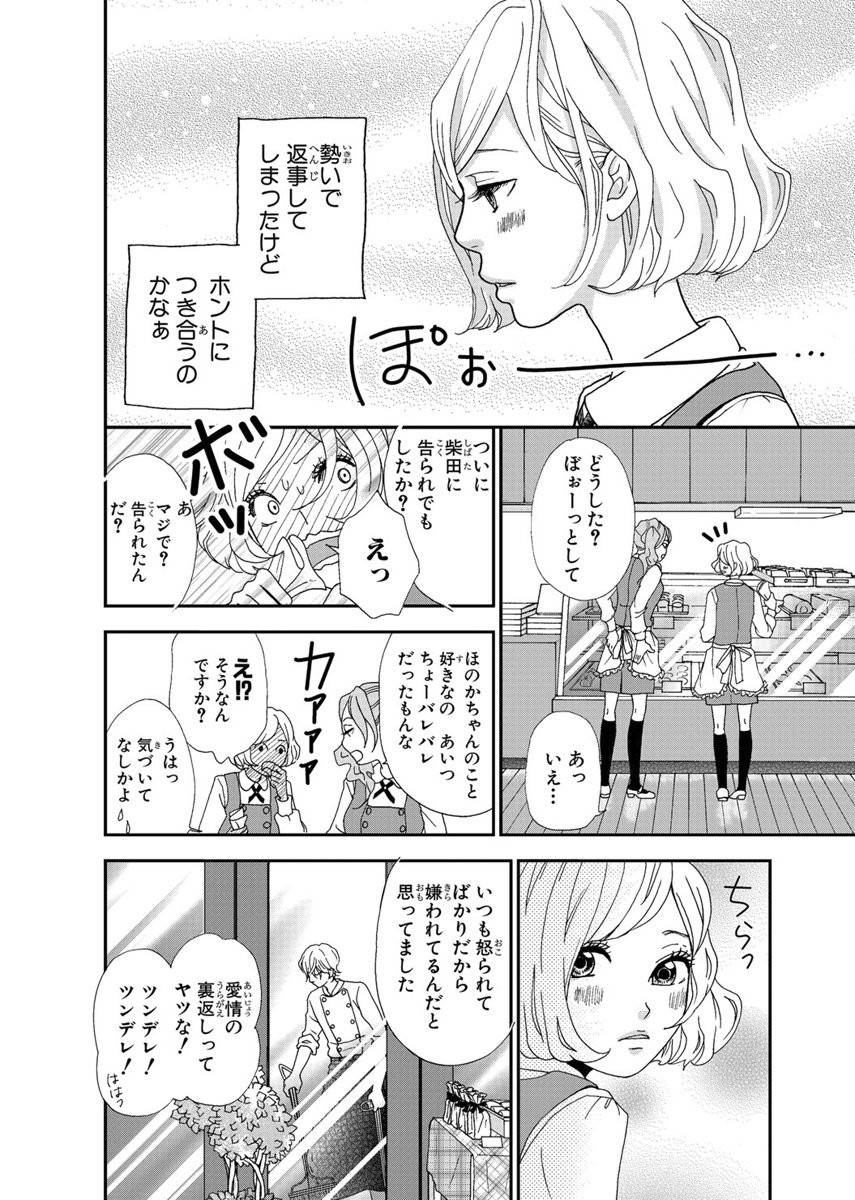 勢いで
返事して
しまったけど
ホントに
つき合うの
かなぁ
ぽぉーーー…
どうした?
ぼぉーっとして
あっ
いえ…
ついに
柴田に
告られでも
したか?
えっ
ボッ
あ
マジで?
告られたん
だ?
ほのかちゃんのこと
好きなの あいつ
ちょーバレバレ
だったもんな
カァァァ
え!?
そうなん
ですか?
うはっ
気づいて
なしかよ
ちらっ
いつも怒られて
ばかりだから
嫌われてるんだと
思ってました
愛情の
裏返しって
ヤツな!
ツンデレ!
ツンデレ!
ははっ